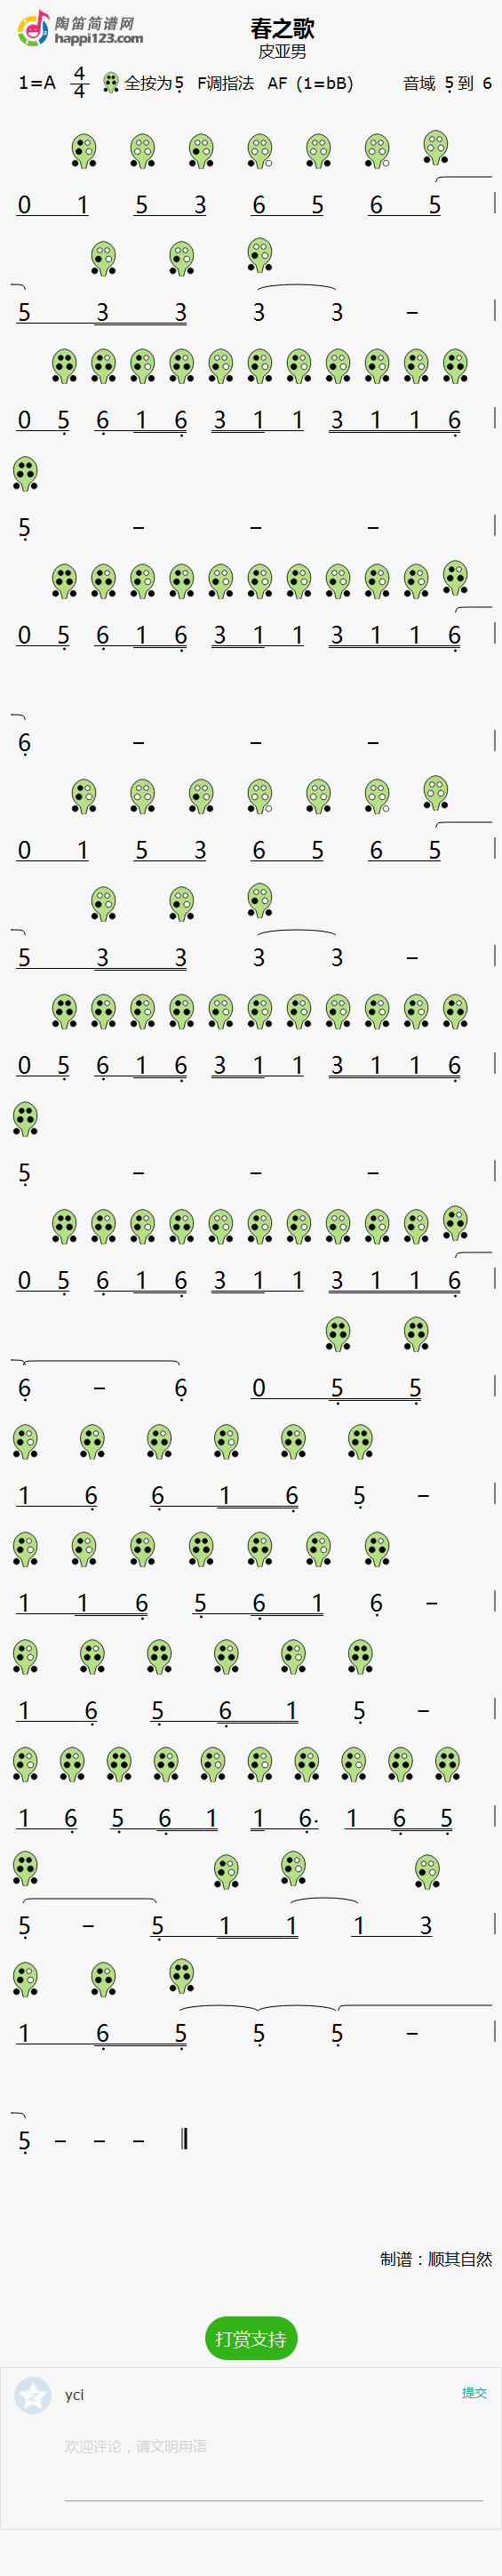 陶笛简谱网
happi123.com
春之歌
皮亚男
1=A 4/4 全按为5̣ F调指法 AF (1=bB) 音域 5̣ 到 6
0 1 5 3 6 5 6 5 |
5 3 3 3 3 – |
0 5̣ 6̣ 1 6̣ 3 1 1 3 1 1 6̣ |
5̣ – – – |
0 5̣ 6̣ 1 6̣ 3 1 1 3 1 1 6̣ |
6̣ – – – |
0 1 5 3 6 5 6 5 |
5 3 3 3 3 – |
0 5̣ 6̣ 1 6̣ 3 1 1 3 1 1 6̣ |
5̣ – – – |
0 5̣ 6̣ 1 6̣ 3 1 1 3 1 1 6̣ |
6̣ – 6̣ 0 5̣ 5̣ |
1 6̣ 6̣ 1 6̣ 5̣ – |
1 1 6̣ 5̣ 6̣ 1 6̣ – |
1 6̣ 5̣ 6̣ 1 5̣ – |
1 6̣ 5̣ 6̣ 1 1 6̣· 1 6̣ 5̣ |
5̣ – 5̣ 1 1 1 3 |
1 6̣ 5̣ 5̣ 5̣ – |
5̣ – – – ‖
制谱：顺其自然
打赏支持
yci 提交
欢迎评论，请文明用语